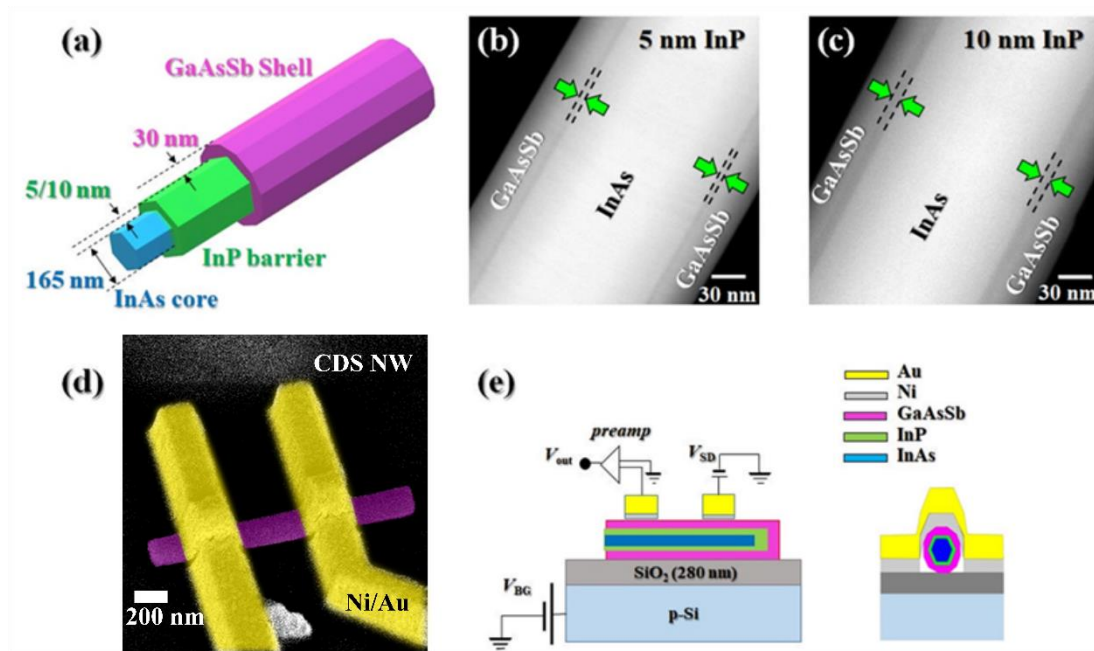 (a)
GaAsSb Shell
30 nm
5/10 nm
InP barrier
165 nm
InAs core
(b)
5 nm InP
GaAsSb
InAs
GaAsSb
30 nm
(c)
10 nm InP
GaAsSb
InAs
GaAsSb
30 nm
(d)
CDS NW
Ni/Au
200 nm
(e)
Au
Ni
GaAsSb
InP
InAs
preamp
Vout
VSD
SiO2 (280 nm)
VBG
p-Si